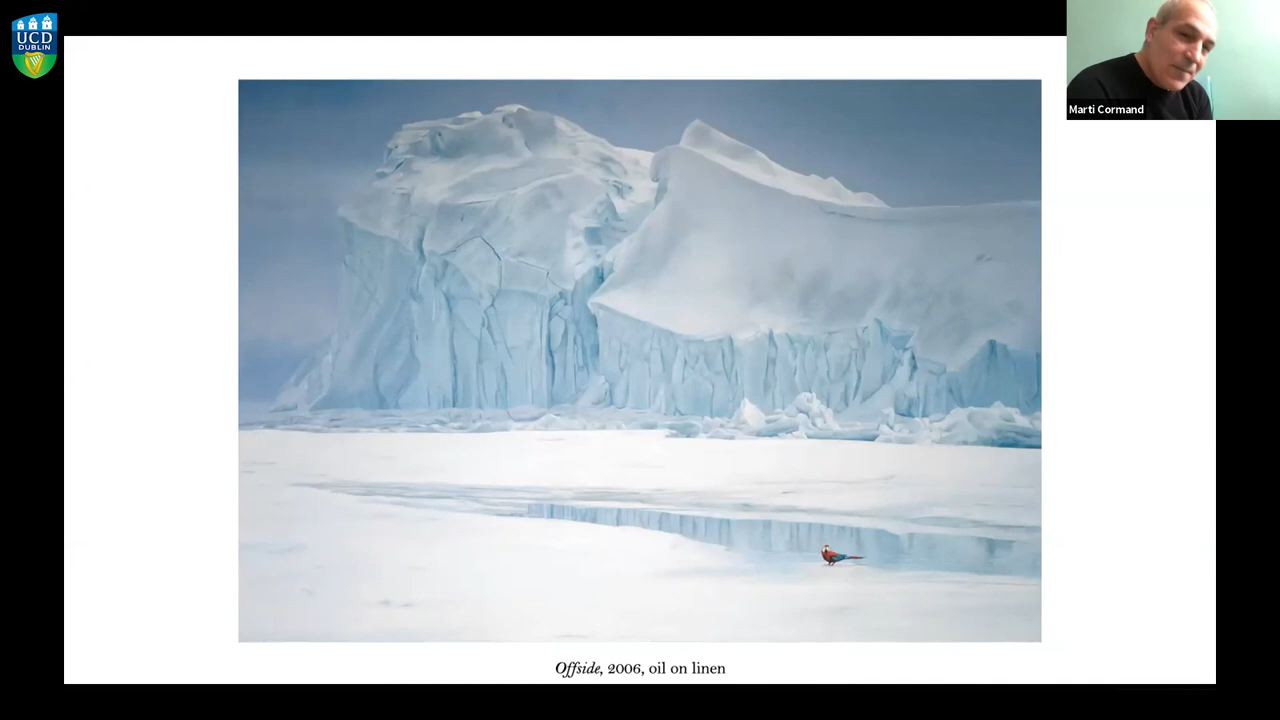 UCD
DUBLIN
Marti Cormand
Offside, 2006, oil on linen